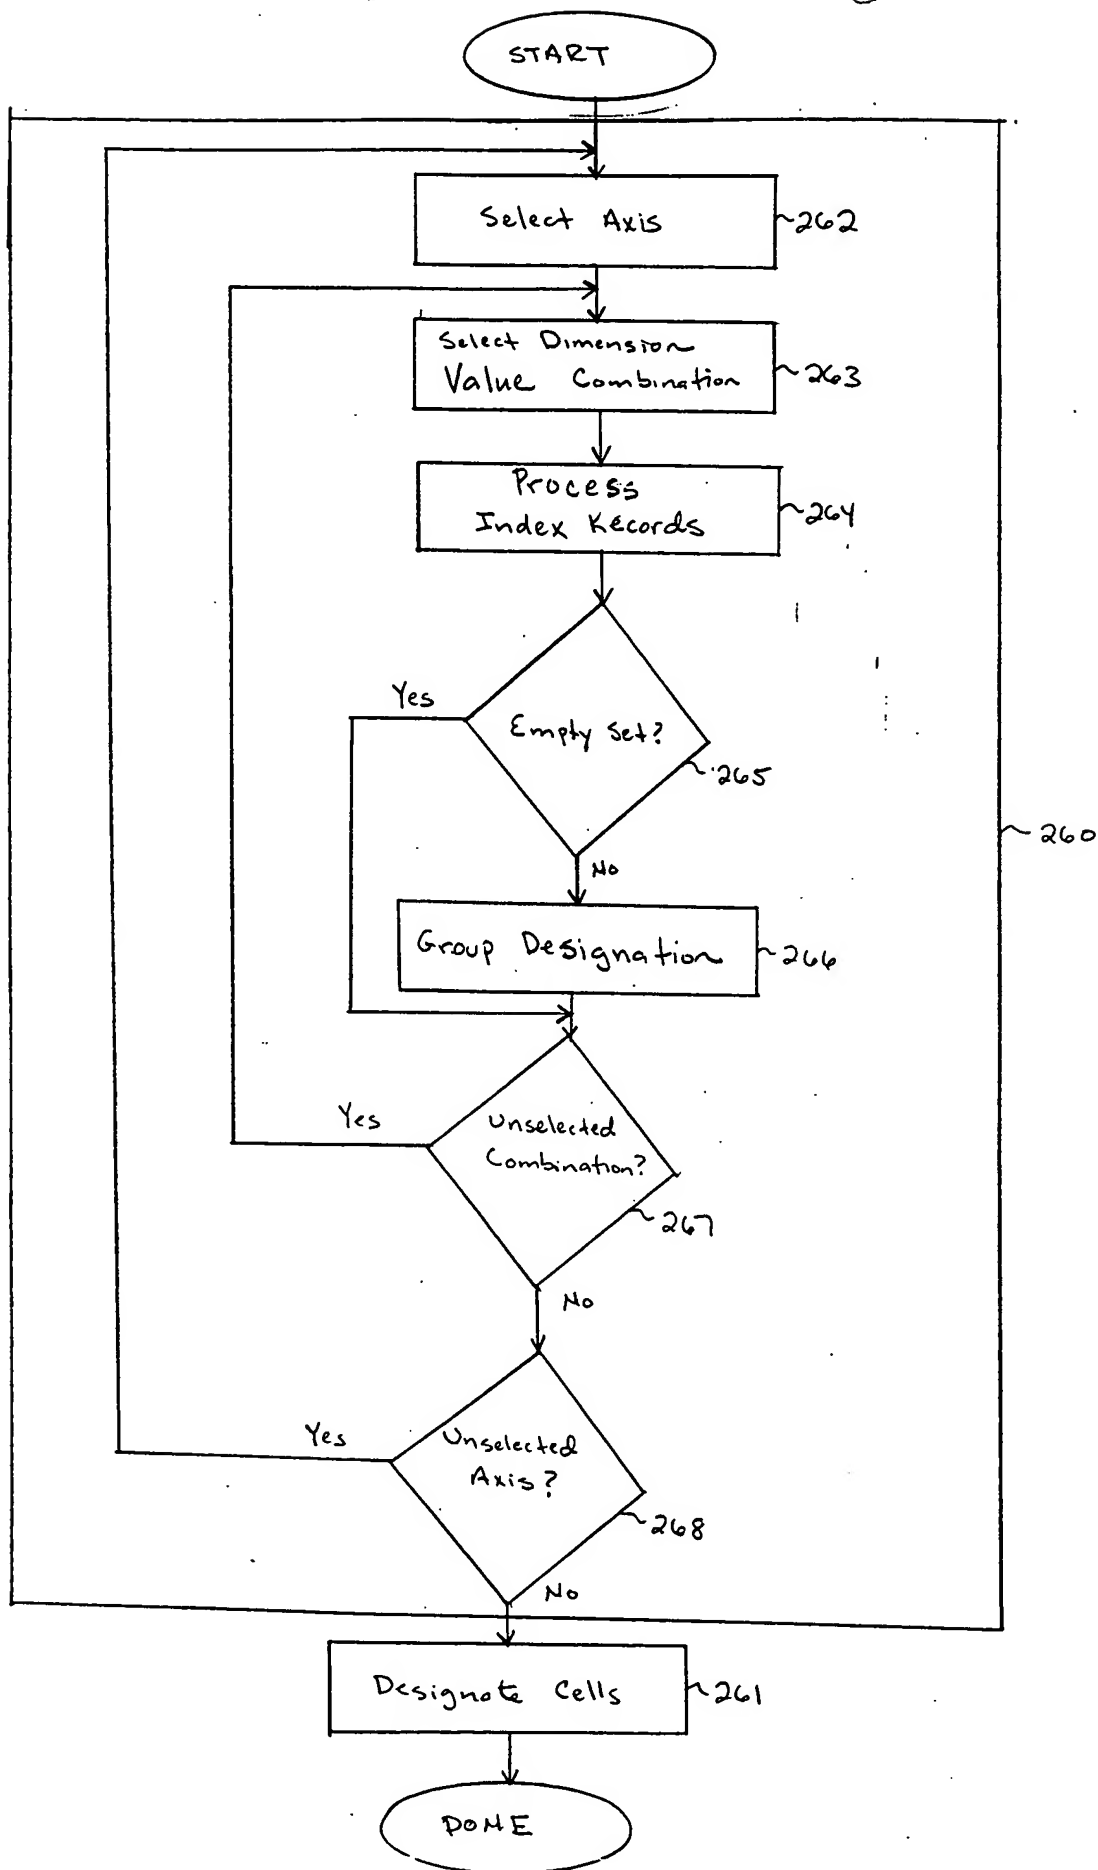 START
Select Axis
262
Select Dimension
Value Combination
263
Process
Index Records
264
Yes
Empty Set?
265
260
No
Group Designation
266
Yes
Unselected
Combination?
267
No
Yes
Unselected
Axis?
268
No
Designate Cells
261
DONE